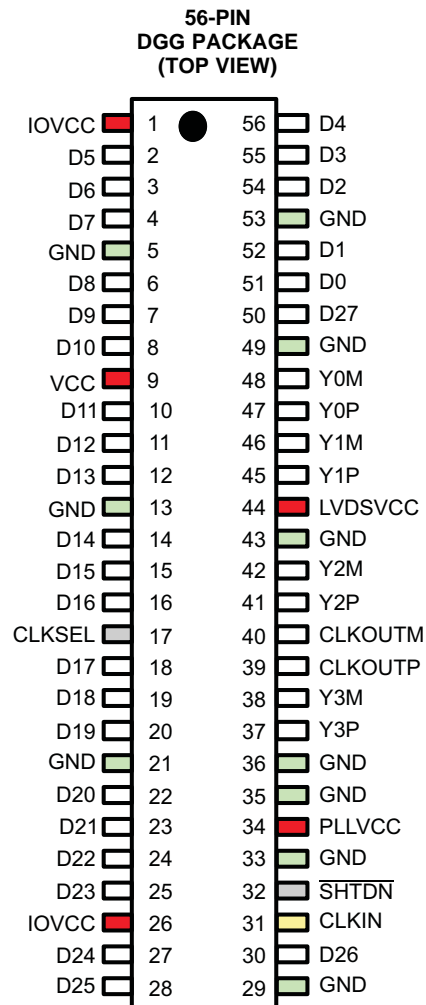 56-PIN
DGG PACKAGE
(TOP VIEW)
IOVCC 1 56 D4
D5 2 55 D3
D6 3 54 D2
D7 4 53 GND
GND 5 52 D1
D8 6 51 D0
D9 7 50 D27
D10 8 49 GND
VCC 9 48 Y0M
D11 10 47 Y0P
D12 11 46 Y1M
D13 12 45 Y1P
GND 13 44 LVDSVCC
D14 14 43 GND
D15 15 42 Y2M
D16 16 41 Y2P
CLKSEL 17 40 CLKOUTM
D17 18 39 CLKOUTP
D18 19 38 Y3M
D19 20 37 Y3P
GND 21 36 GND
D20 22 35 GND
D21 23 34 PLLVCC
D22 24 33 GND
D23 25 32 SHTDN
IOVCC 26 31 CLKIN
D24 27 30 D26
D25 28 29 GND